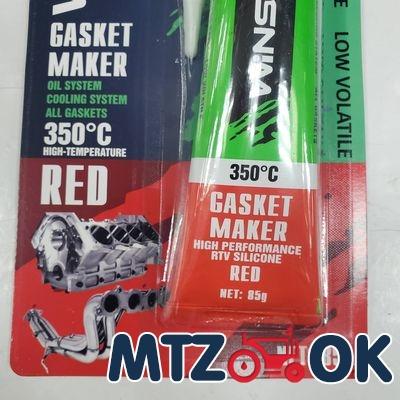 GASKET
MAKER
OIL SYSTEM
COOLING SYSTEM
ALL GASKETS
350°C
HIGH-TEMPERATURE
RED
WINS
350°C
GASKET
MAKER
HIGH PERFORMANCE
RTV SILICONE
RED
NET: 85g
LOW VOLATILE
MTZ OK